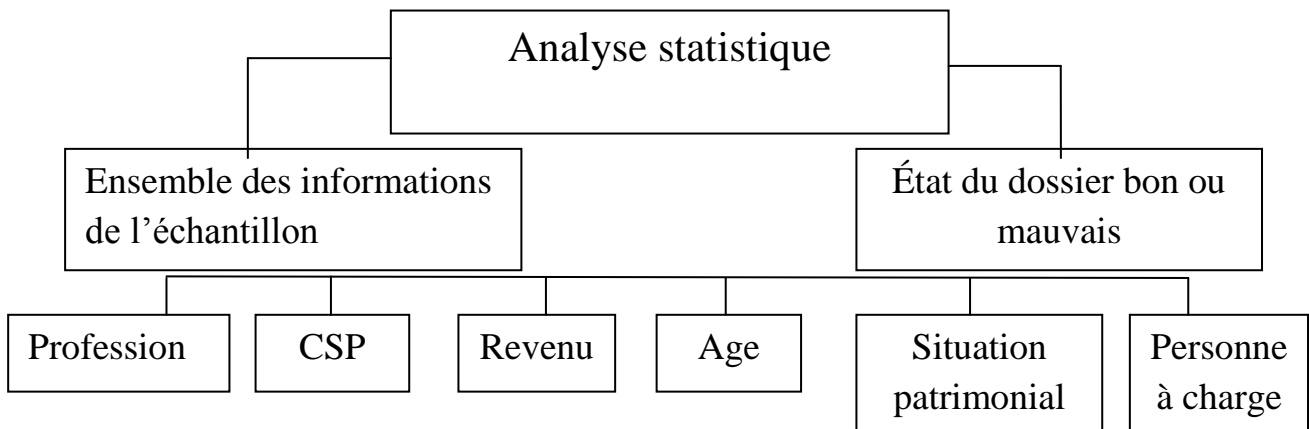 Analyse statistique
Ensemble des informations
de l’échantillon
État du dossier bon ou
mauvais
Profession
CSP
Revenu
Age
Situation
patrimonial
Personne
à charge